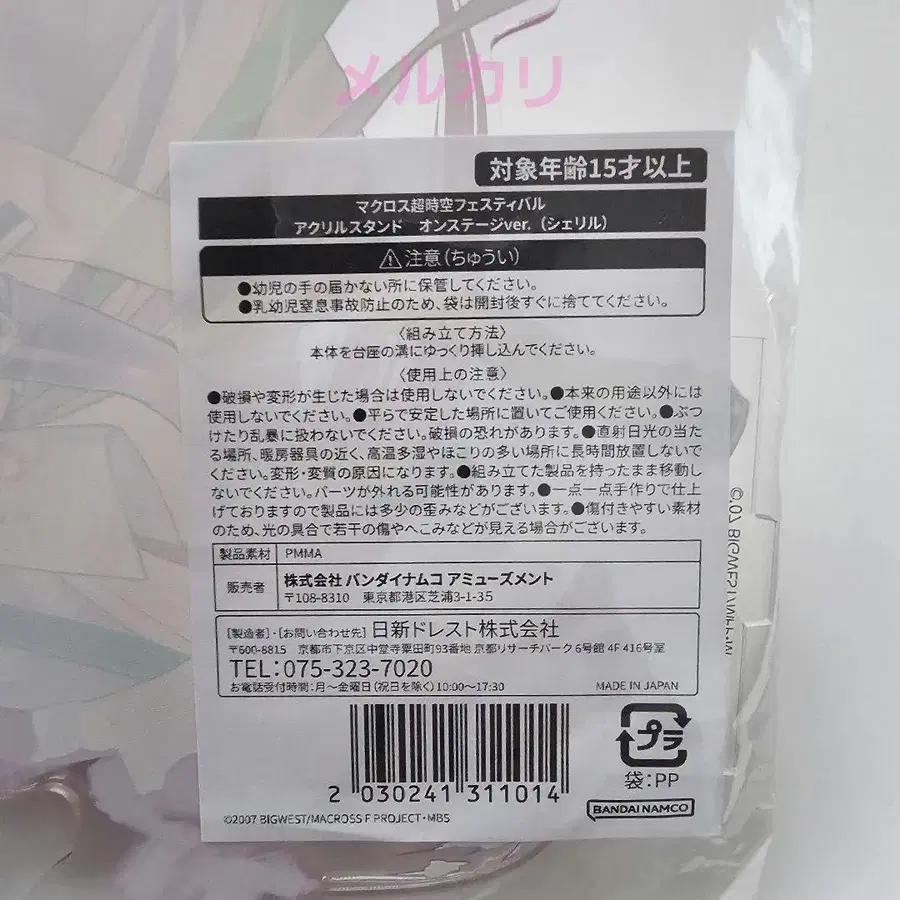 メルカリ
対象年齢15才以上
マクロス超時空フェスティバル
アクリルスタンド　オンステージver.（シェリル）
⚠注意（ちゅうい）
●幼児の手の届かない所に保管してください。
●乳幼児窒息事故防止のため、袋は開封後すぐに捨ててください。
〈組み立て方法〉
本体を台座の溝にゆっくり挿し込んでください。
〈使用上の注意〉
●破損や変形が生じた場合は使用しないでください。●本来の用途以外には
使用しないでください。●平らで安定した場所に置いてご使用ください。●ぶつ
けたり乱暴に扱わないでください。破損の恐れがあります。●直射日光の当た
る場所、暖房器具の近く、高温多湿やほこりの多い場所に長時間放置しないで
ください。変形・変質の原因になります。●組み立てた製品を持ったまま移動し
ないでください。パーツが外れる可能性があります。●一点一点手作りで仕上
げておりますので製品には多少の歪みなどがございます。●傷付きやすい素材
のため、光の具合で若干の傷やへこみなどが見える場合がございます。
製品素材 PMMA
販売者 株式会社 バンダイナムコ アミューズメント
〒108-8310　東京都港区芝浦3-1-35
［製造者］・［お問い合わせ先］日新ドレスト株式会社
〒600-8815　京都市下京区中堂寺粟田町93番地 京都リサーチパーク6号館 4F 416号室
TEL：075-323-7020
お電話受付時間：月～金曜日（祝日を除く）10:00～17:30
MADE IN JAPAN
プラ
袋：PP
2 030241 311014
BANDAI NAMCO
©2007 BIGWEST/MACROSS F PROJECT・MBS